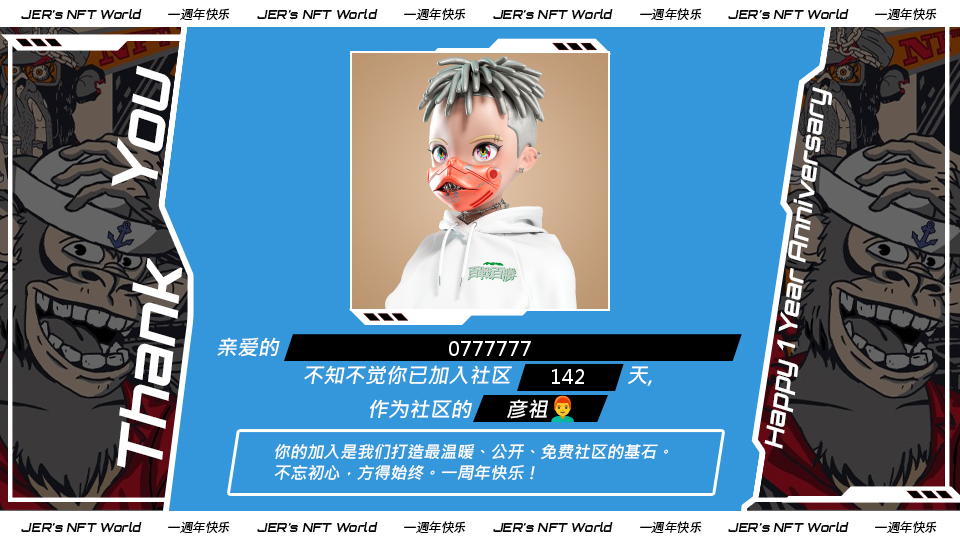 JER's NFT World 一週年快乐 JER's NFT World 一週年快乐 JER's NFT World 一週年快乐 JER's NFT World 一週年快乐
Thank You
百戦百勝
Happy 1 Year Anniversary
亲爱的 0777777
不知不觉你已加入社区 142 天,
作为社区的 彦祖👨‍🦰
你的加入是我们打造最温暖、公开、免费社区的基石。
不忘初心，方得始终。一周年快乐！
JER's NFT World 一週年快乐 JER's NFT World 一週年快乐 JER's NFT World 一週年快乐 JER's NFT World 一週年快乐